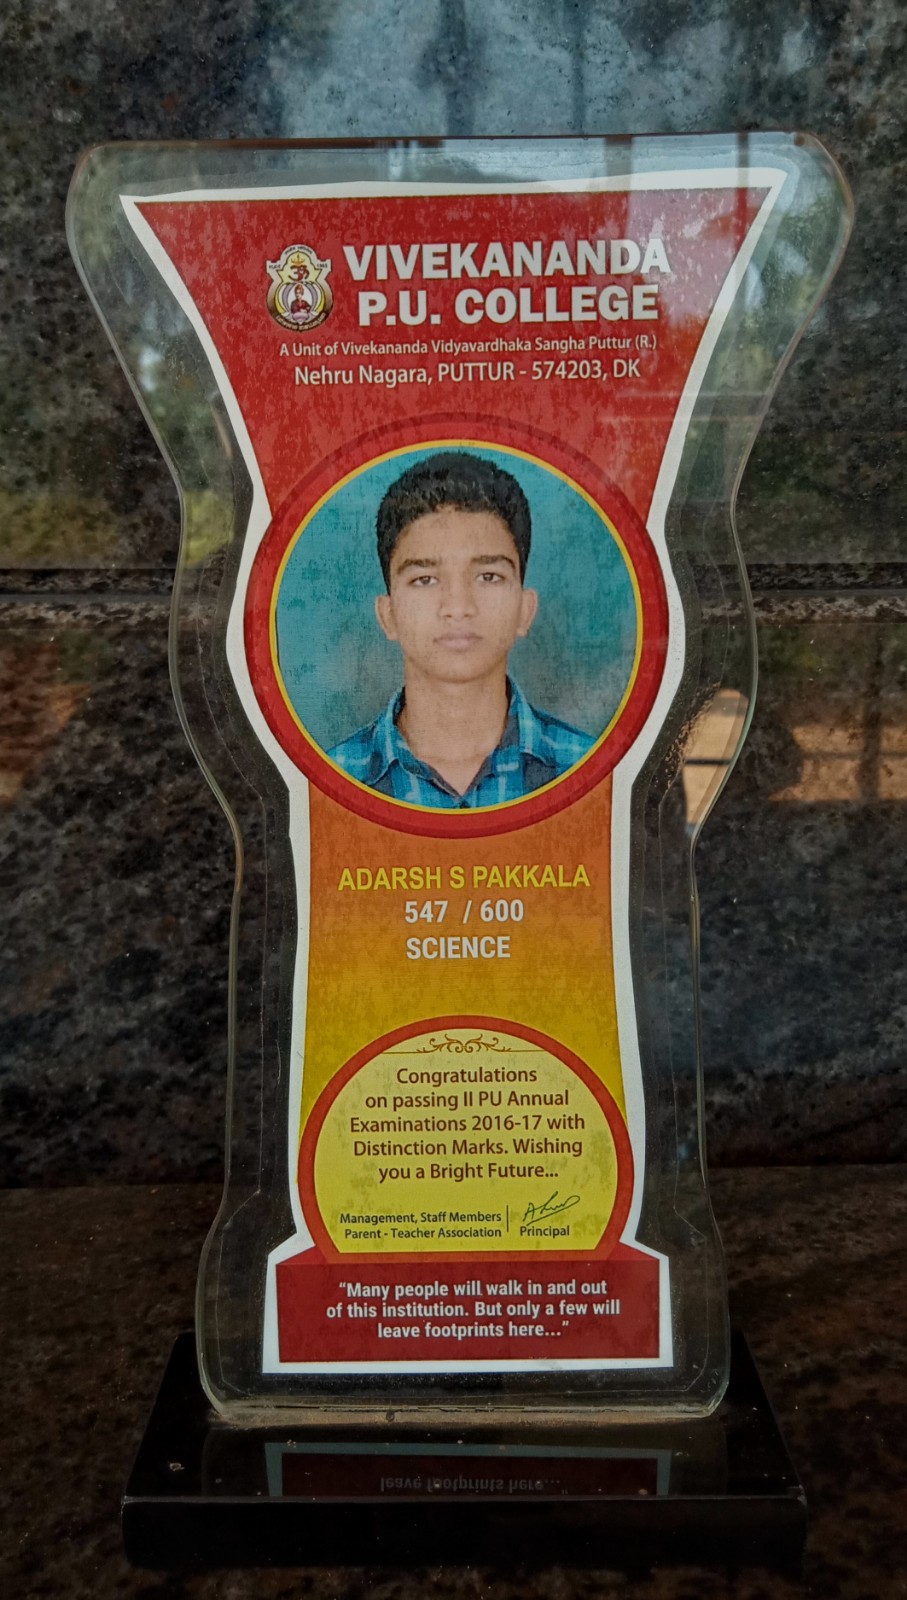 VIVEKANANDA
P.U. COLLEGE
A Unit of Vivekananda Vidyavardhaka Sangha Puttur (R.)
Nehru Nagara, PUTTUR - 574203, DK
ADARSH S PAKKALA
547 / 600
SCIENCE
Congratulations
on passing II PU Annual
Examinations 2016-17 with
Distinction Marks. Wishing
you a Bright Future...
Management, Staff Members
Parent - Teacher Association
Principal
“Many people will walk in and out
of this institution. But only a few will
leave footprints here...”